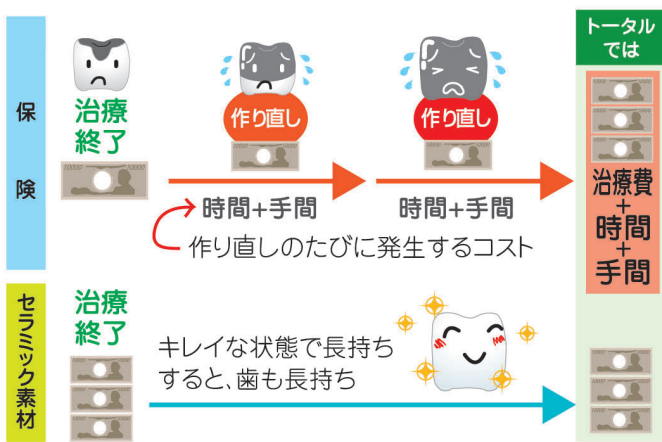 トータル
では
保険
治療
終了
作り直し
作り直し
時間+手間
時間+手間
作り直しのたびに発生するコスト
治療費
+
時間
+
手間
セラミック素材
治療
終了
キレイな状態で長持ち
すると、歯も長持ち